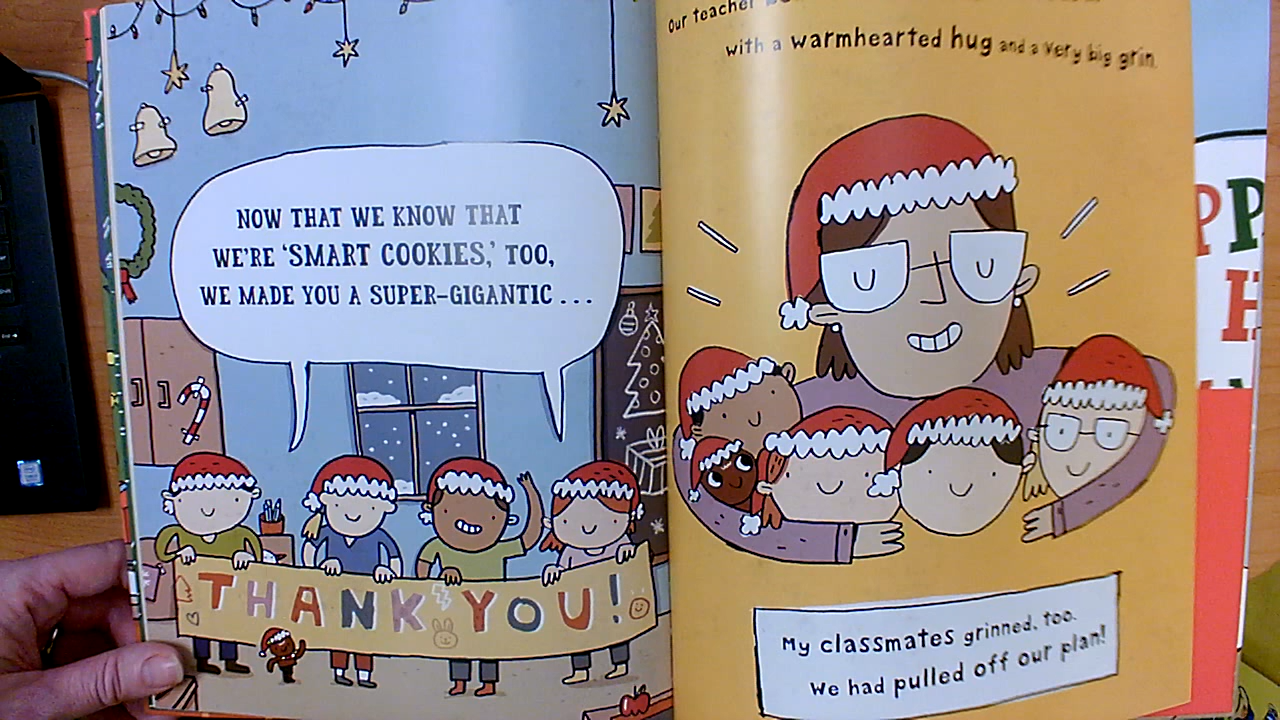 NOW THAT WE KNOW THAT
WE'RE 'SMART COOKIES,' TOO,
WE MADE YOU A SUPER-GIGANTIC . . .
THANK YOU!
Our teacher
with a warmhearted hug and a very big grin.
My classmates grinned, too.
We had pulled off our plan!
PP
H